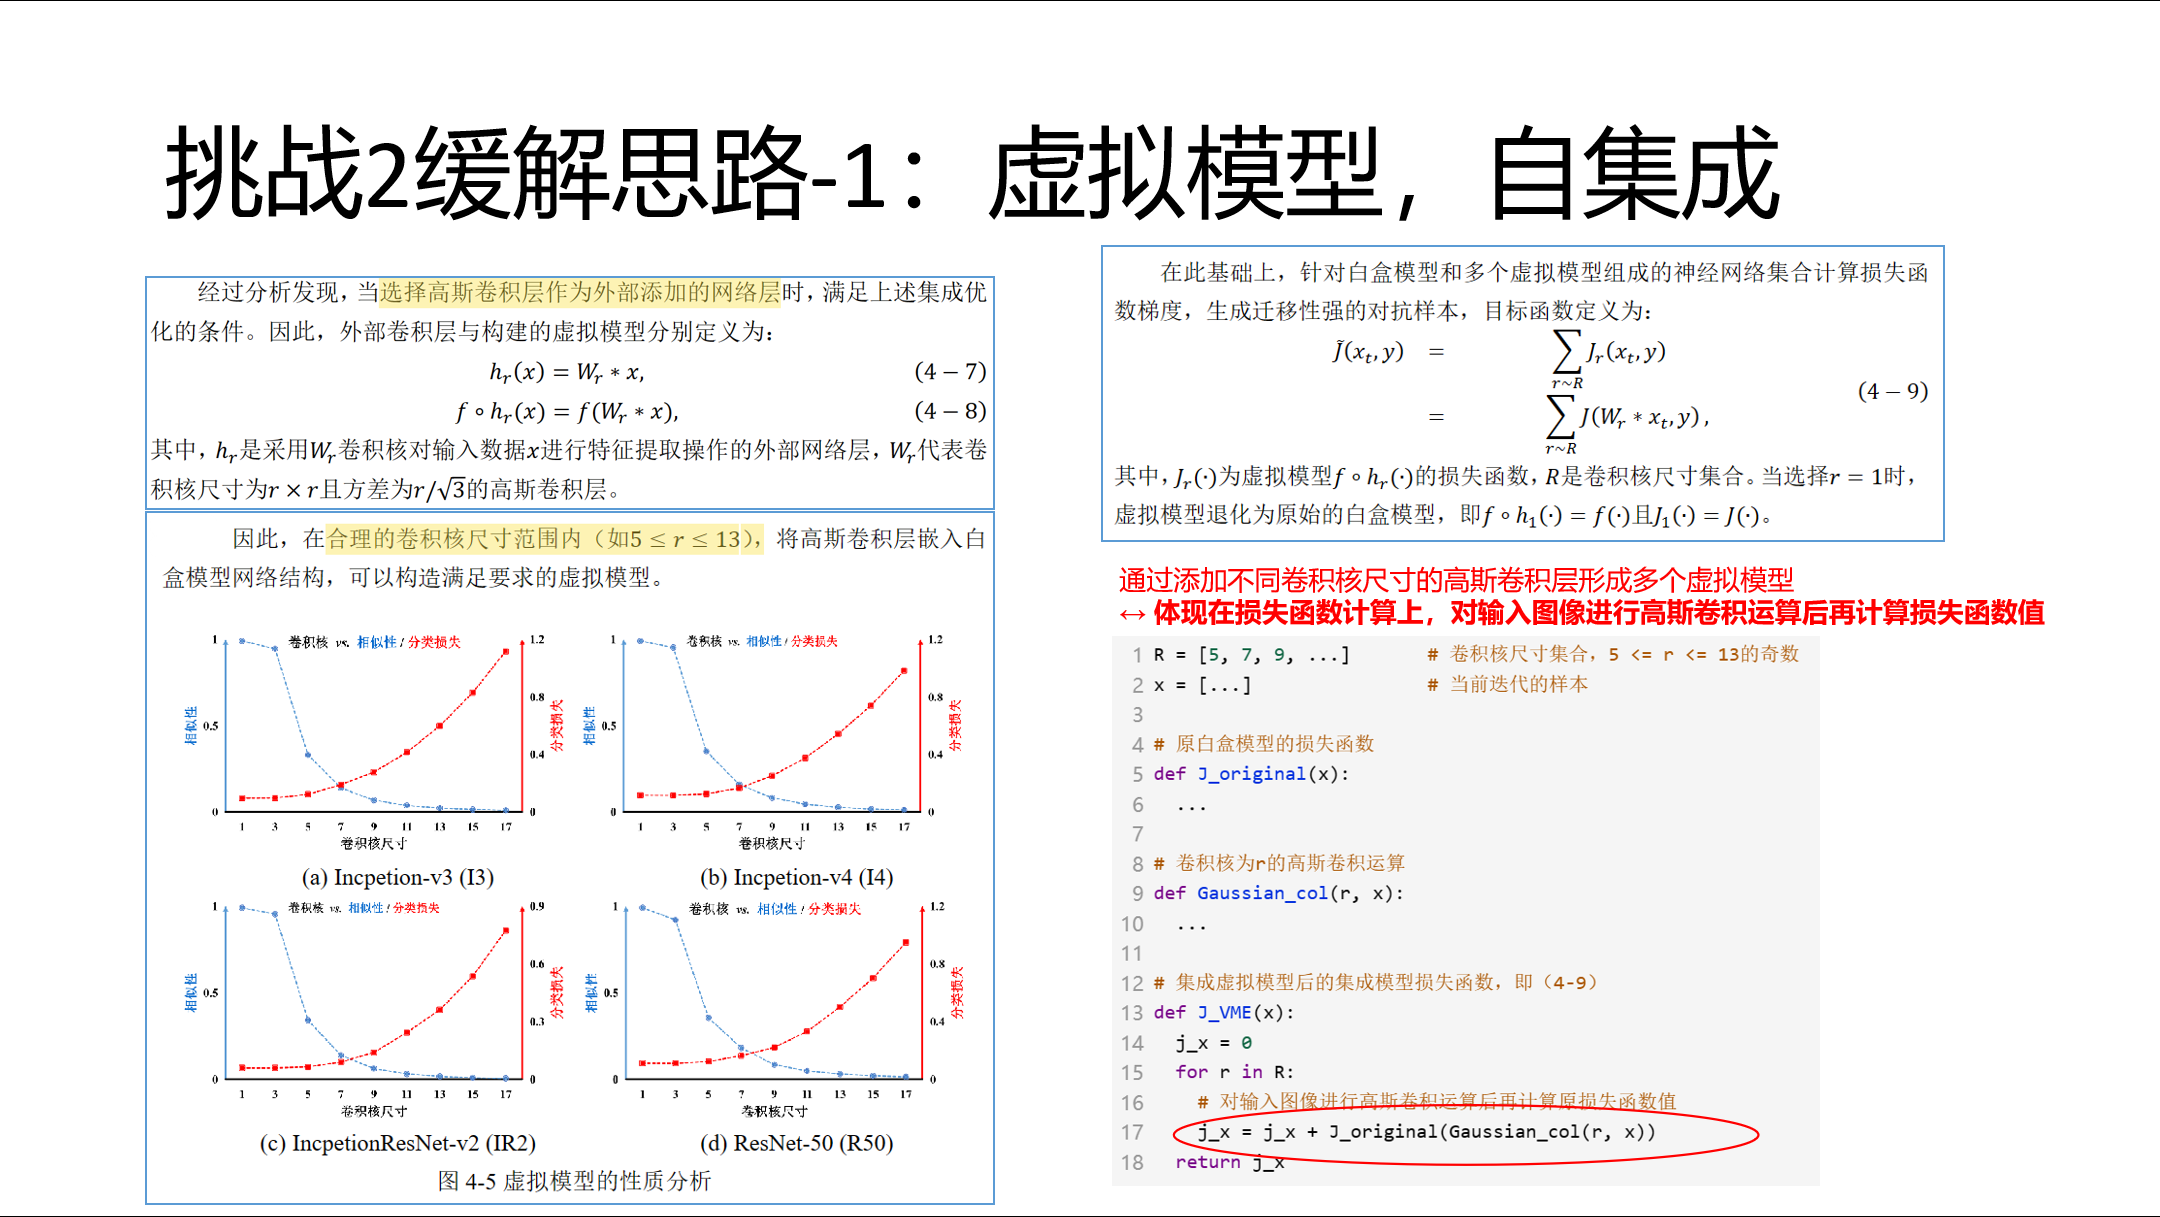 挑战2缓解思路-1：虚拟模型，自集成
经过分析发现，当选择高斯卷积层作为外部添加的网络层时，满足上述集成优
化的条件。因此，外部卷积层与构建的虚拟模型分别定义为：
h_r(x) = W_r * x, (4 − 7)
f ∘ h_r(x) = f(W_r * x), (4 − 8)
其中，h_r是采用W_r卷积核对输入数据x进行特征提取操作的外部网络层，W_r代表卷
积核尺寸为r × r且方差为r/√3的高斯卷积层。
因此，在合理的卷积核尺寸范围内（如5 ≤ r ≤ 13），将高斯卷积层嵌入白
盒模型网络结构，可以构造满足要求的虚拟模型。
卷积核 vs. 相似性 / 分类损失
1
0.5
0
1.2
0.8
0.4
0
相似性
分类损失
1 3 5 7 9 11 13 15 17
卷积核尺寸
(a) Incpetion-v3 (I3)
卷积核 vs. 相似性 / 分类损失
1
0.5
0
1.2
0.8
0.4
0
相似性
分类损失
1 3 5 7 9 11 13 15 17
卷积核尺寸
(b) Incpetion-v4 (I4)
卷积核 vs. 相似性 / 分类损失
1
0.5
0
0.9
0.6
0.3
0
相似性
分类损失
1 3 5 7 9 11 13 15 17
卷积核尺寸
(c) IncpetionResNet-v2 (IR2)
卷积核 vs. 相似性 / 分类损失
1
0.5
0
1.2
0.8
0.4
0
相似性
分类损失
1 3 5 7 9 11 13 15 17
卷积核尺寸
(d) ResNet-50 (R50)
图 4-5 虚拟模型的性质分析
在此基础上，针对白盒模型和多个虚拟模型组成的神经网络集合计算损失函
数梯度，生成迁移性强的对抗样本，目标函数定义为：
J̃(x_t, y) = ∑_{r~R} J_r(x_t, y)
= ∑_{r~R} J(W_r * x_t, y), (4 − 9)
其中，J_r(·)为虚拟模型f ∘ h_r(·)的损失函数，R是卷积核尺寸集合。当选择r = 1时，
虚拟模型退化为原始的白盒模型，即f ∘ h_1(·) = f(·)且J_1(·) = J(·)。
通过添加不同卷积核尺寸的高斯卷积层形成多个虚拟模型
↔ 体现在损失函数计算上，对输入图像进行高斯卷积运算后再计算损失函数值
1 R = [5, 7, 9, ...] # 卷积核尺寸集合，5 <= r <= 13的奇数
2 x = [...] # 当前迭代的样本
3
4 # 原白盒模型的损失函数
5 def J_original(x):
6 ...
7
8 # 卷积核为r的高斯卷积运算
9 def Gaussian_col(r, x):
10 ...
11
12 # 集成虚拟模型后的集成模型损失函数，即（4-9）
13 def J_VME(x):
14 j_x = 0
15 for r in R:
16 # 对输入图像进行高斯卷积运算后再计算原损失函数值
17 j_x = j_x + J_original(Gaussian_col(r, x))
18 return j_x